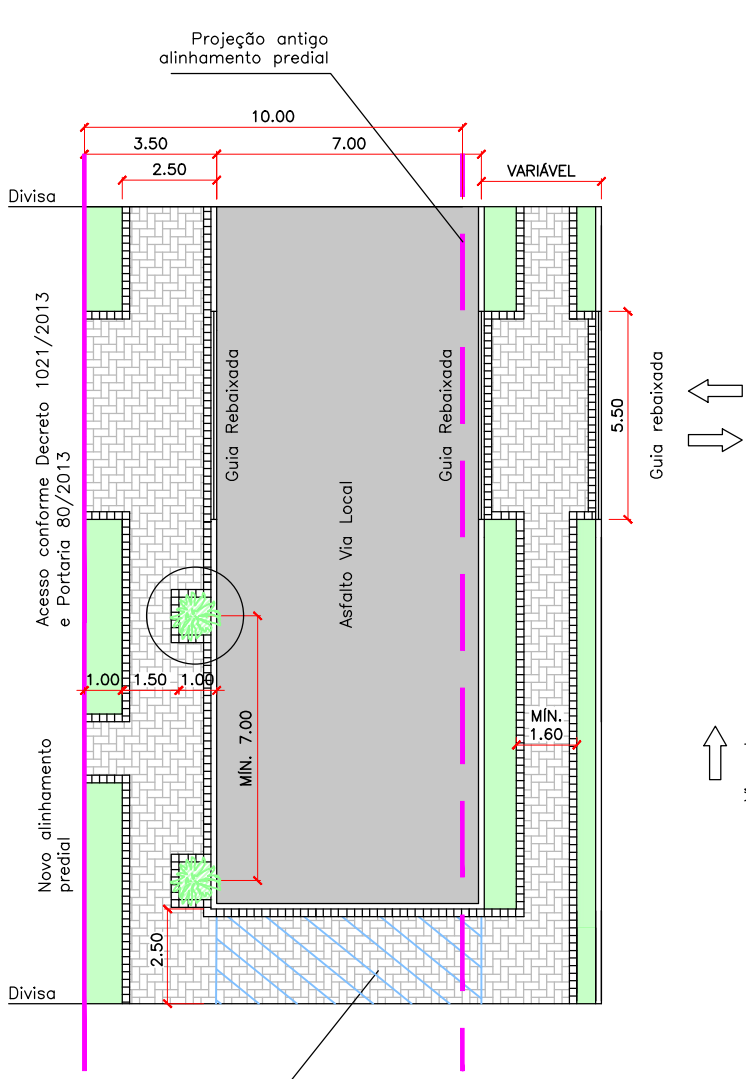 Projeção antigo
alinhamento predial
10.00
3.50
7.00
2.50
VARIÁVEL
Divisa
Acesso conforme Decreto 1021/2013
e Portaria 80/2013
Guia Rebaixada
Guia Rebaixada
5.50
Guia rebaixada
Asfalto Via Local
1.00
1.50
1.00
MÍN. 7.00
MÍN.
1.60
Novo alinhamento
predial
2.50
Divisa